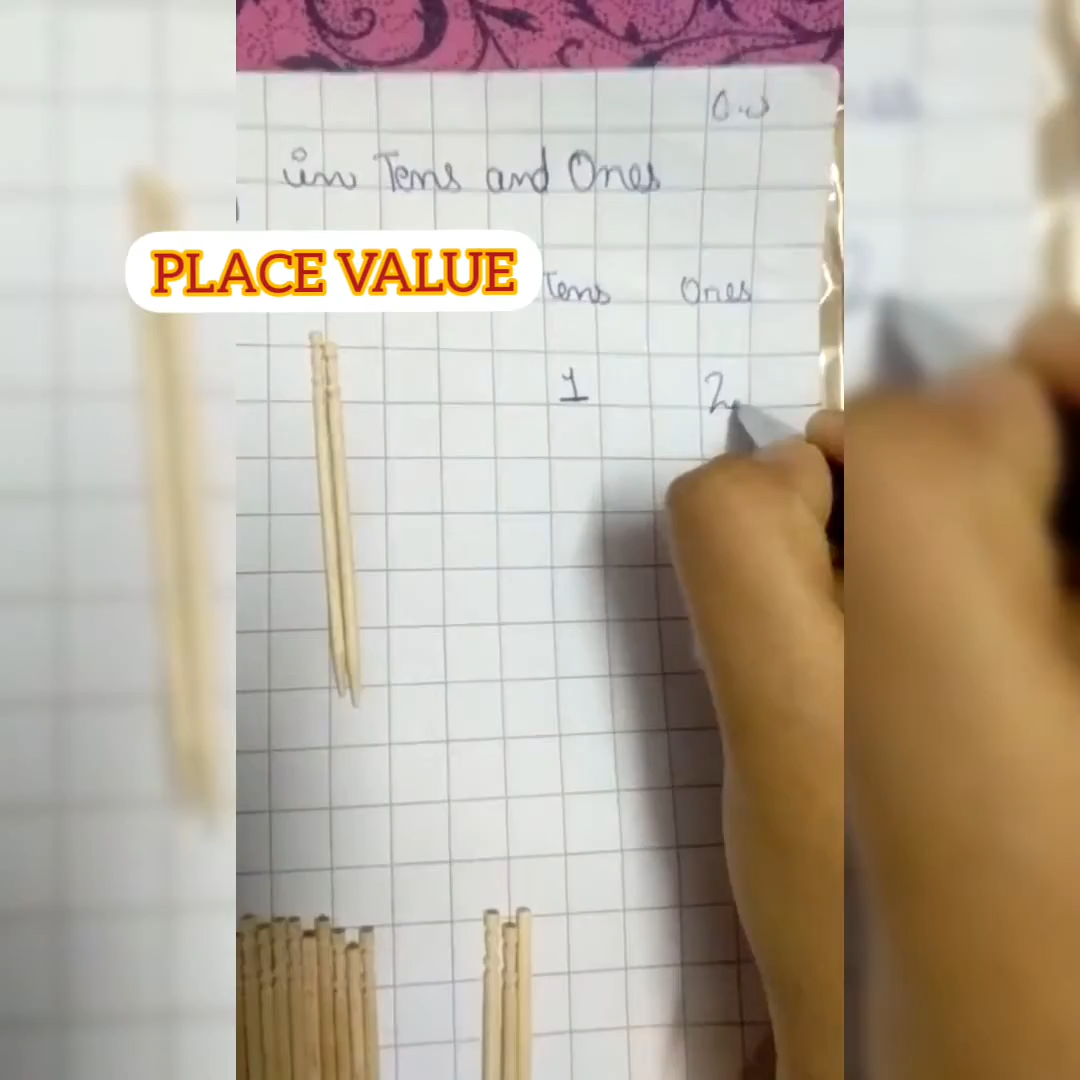 C.W
in Tens and Ones
PLACE VALUE
Tens Ones
1 2